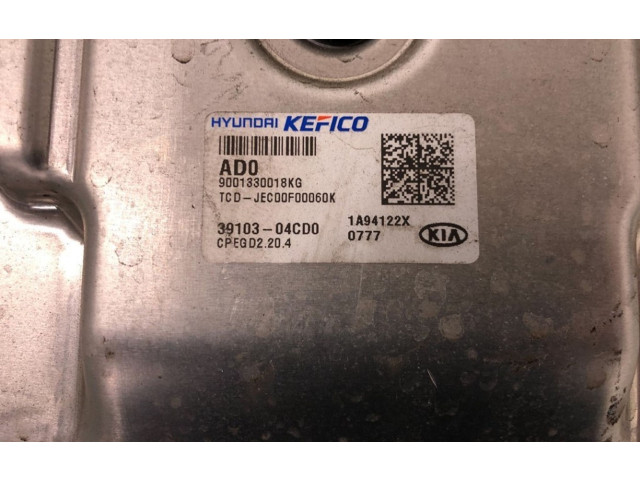 HYUNDAI KEFICO
AD0
9001330018KG
TCD-JEC00F00060K
39103-04CD0
CPEGD2.20.4
1A94122X
0777
KIA